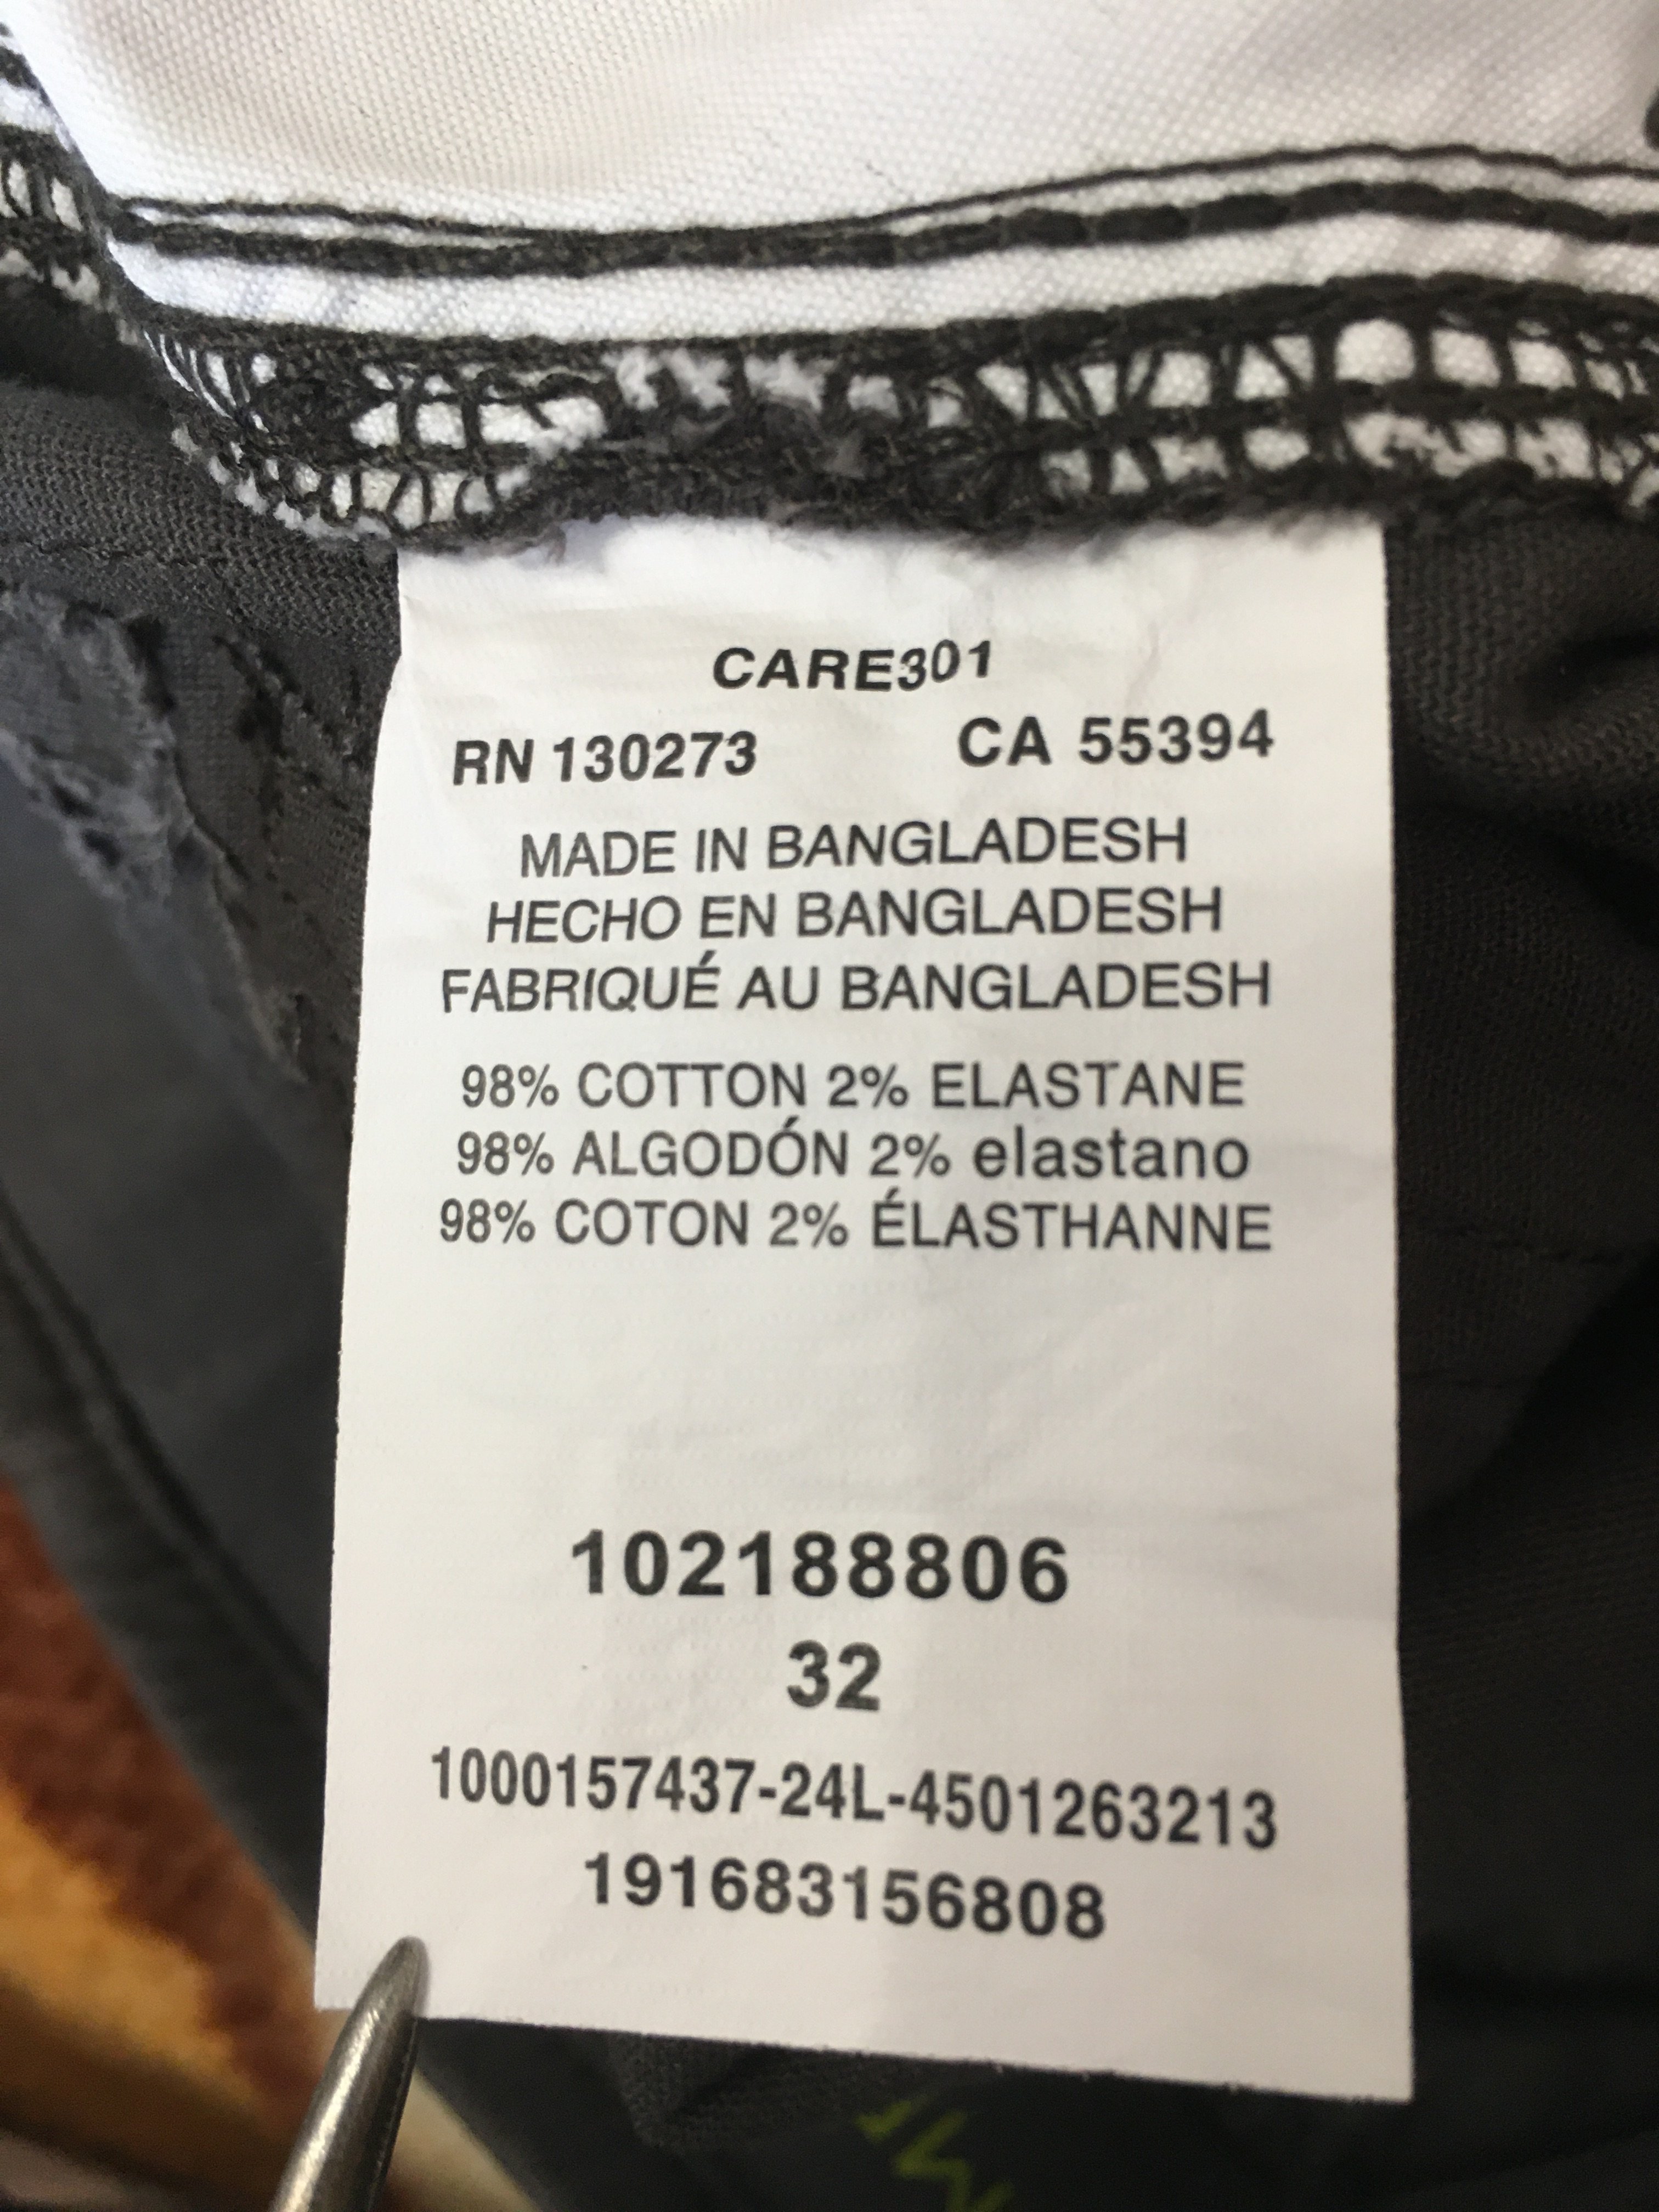 CARE301
RN 130273 CA 55394
MADE IN BANGLADESH
HECHO EN BANGLADESH
FABRIQUÉ AU BANGLADESH
98% COTTON 2% ELASTANE
98% ALGODÓN 2% elastano
98% COTON 2% ÉLASTHANNE
102188806
32
1000157437-24L-4501263213
191683156808